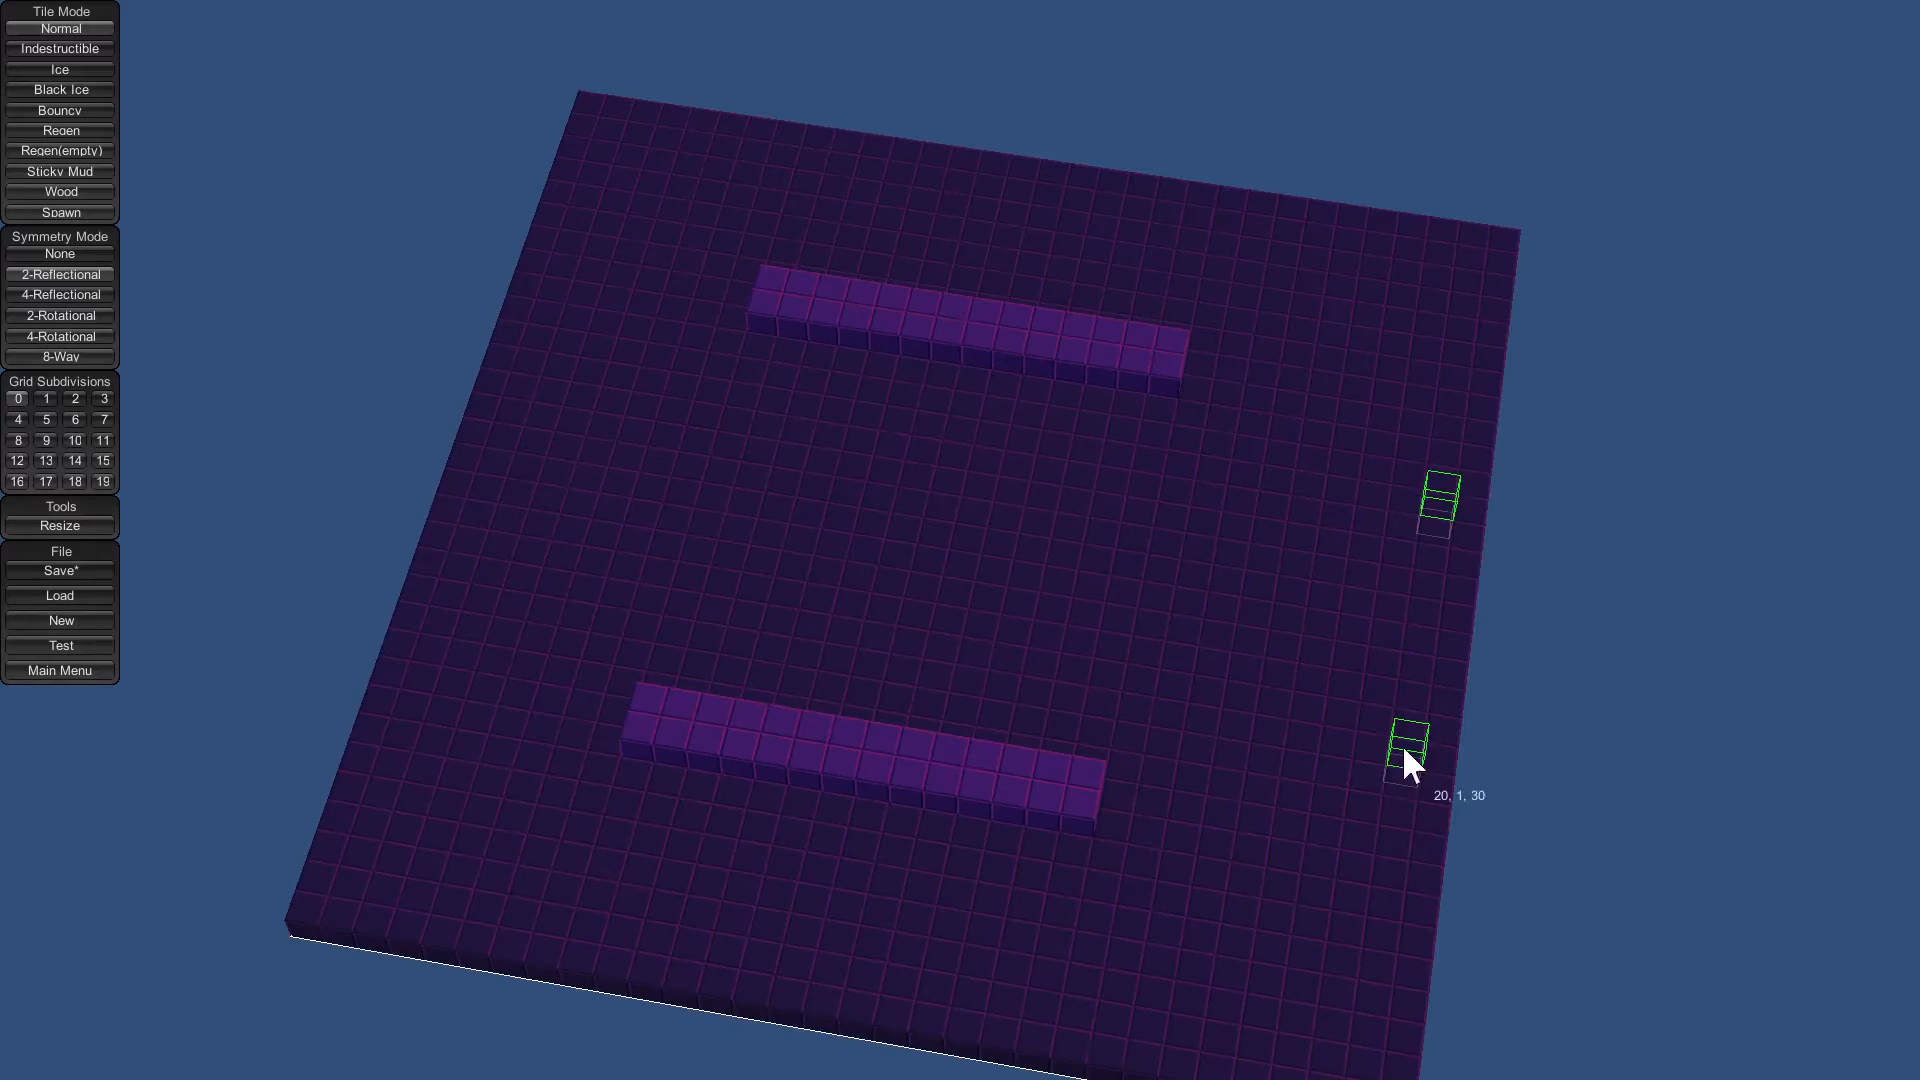 Tile Mode
Normal
Indestructible
Ice
Black Ice
Bouncy
Regen
Regen(empty)
Sticky Mud
Wood
Spawn
Symmetry Mode
None
2-Reflectional
4-Reflectional
2-Rotational
4-Rotational
8-Way
Grid Subdivisions
0 1 2 3
4 5 6 7
8 9 10 11
12 13 14 15
16 17 18 19
Tools
Resize
File
Save*
Load
New
Test
Main Menu
20, 1, 30